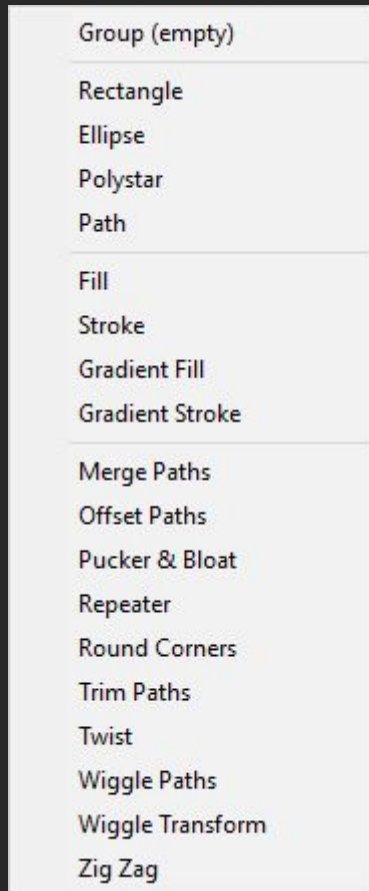 Group (empty)
Rectangle
Ellipse
Polystar
Path
Fill
Stroke
Gradient Fill
Gradient Stroke
Merge Paths
Offset Paths
Pucker & Bloat
Repeater
Round Corners
Trim Paths
Twist
Wiggle Paths
Wiggle Transform
Zig Zag